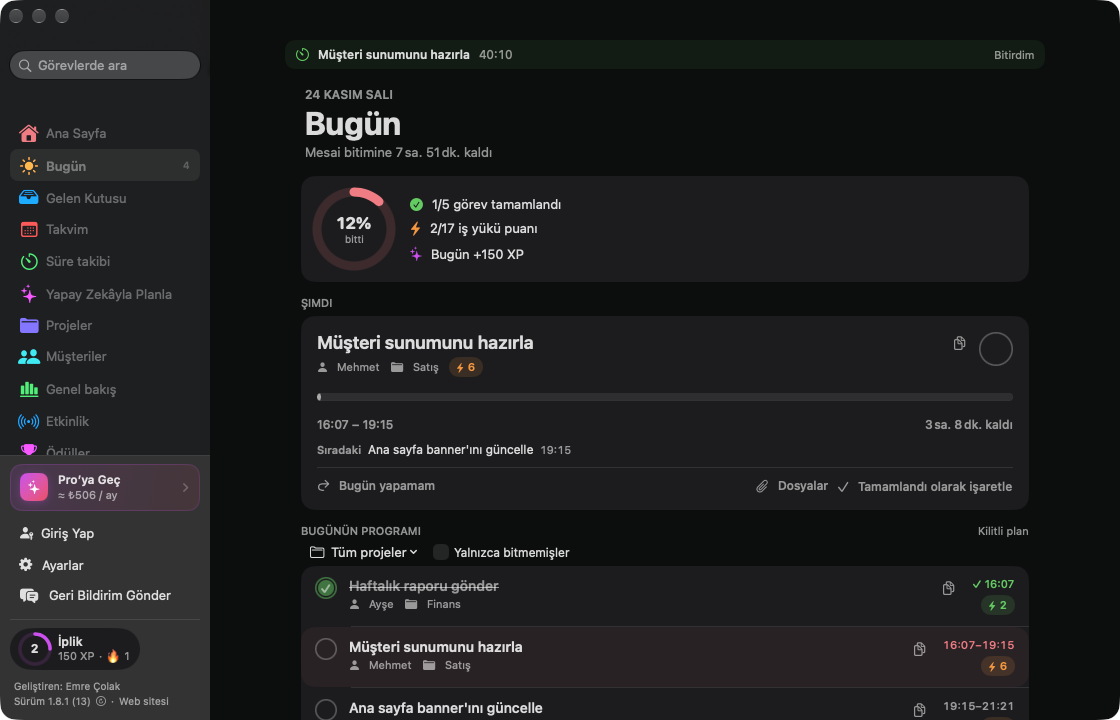 Görevlerde ara
Ana Sayfa
Bugün 4
Gelen Kutusu
Takvim
Süre takibi
Yapay Zekâyla Planla
Projeler
Müşteriler
Genel bakış
Etkinlik
Ödüller
Pro'ya Geç
≈ ₺506 / ay
Giriş Yap
Ayarlar
Geri Bildirim Gönder
2 İplik
150 XP · 🔥 1
Geliştiren: Emre Çolak
Sürüm 1.8.1 (13) © · Web sitesi
Müşteri sunumunu hazırla 40:10 Bitirdim
24 KASIM SALI
Bugün
Mesai bitimine 7 sa. 51 dk. kaldı
12%
bitti
1/5 görev tamamlandı
2/17 iş yükü puanı
Bugün +150 XP
ŞIMDI
Müşteri sunumunu hazırla
Mehmet Satış 6
16:07 – 19:15 3 sa. 8 dk. kaldı
Sıradaki Ana sayfa banner'ını güncelle 19:15
Bugün yapamam Dosyalar Tamamlandı olarak işaretle
BUGÜNÜN PROGRAMI Kilitli plan
Tüm projeler Yalnızca bitmemişler
Haftalık raporu gönder 16:07
Ayşe Finans 2
Müşteri sunumunu hazırla 16:07–19:15
Mehmet Satış 6
Ana sayfa banner'ını güncelle 19:15–21:21